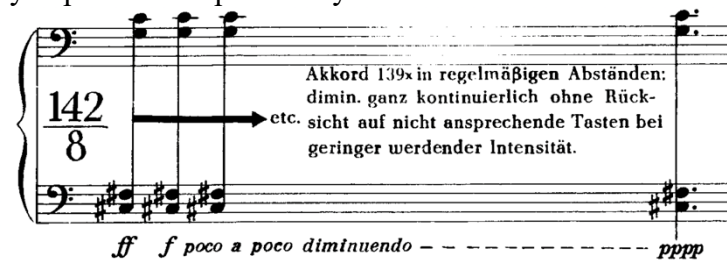 Akkord 139x in regelmäßigen Abständen:
dimin. ganz kontinuierlich ohne Rück-
etc. sicht auf nicht ansprechende Tasten bei
geringer werdender Intensität.
142
8
ff f poco a poco diminuendo pppp